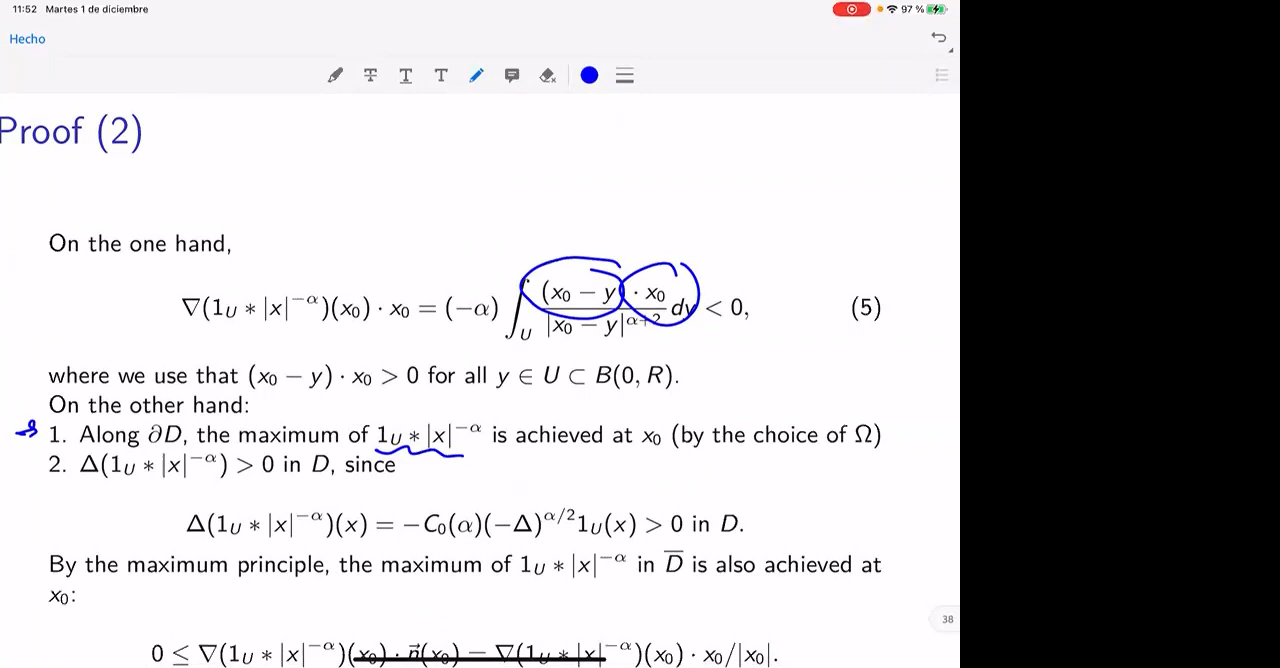 11:52 Martes 1 de diciembre 97 %
Hecho
Proof (2)
On the one hand,
∇(1_U ∗ |x|^{−α})(x₀) · x₀ = (−α) ∫_U (x₀ − y) · x₀ / |x₀ − y|^{α+2} dy < 0, (5)
where we use that (x₀ − y) · x₀ > 0 for all y ∈ U ⊂ B(0, R).
On the other hand:
1. Along ∂D, the maximum of 1_U ∗ |x|^{−α} is achieved at x₀ (by the choice of Ω)
2. Δ(1_U ∗ |x|^{−α}) > 0 in D, since
Δ(1_U ∗ |x|^{−α})(x) = −C₀(α)(−Δ)^{α/2}1_U(x) > 0 in D.
By the maximum principle, the maximum of 1_U ∗ |x|^{−α} in D̅ is also achieved at
x₀:
38
0 ≤ ∇(1_U ∗ |x|^{−α})(x₀) · n⃗(x₀) = ∇(1_U ∗ |x|^{−α})(x₀) · x₀/|x₀|.